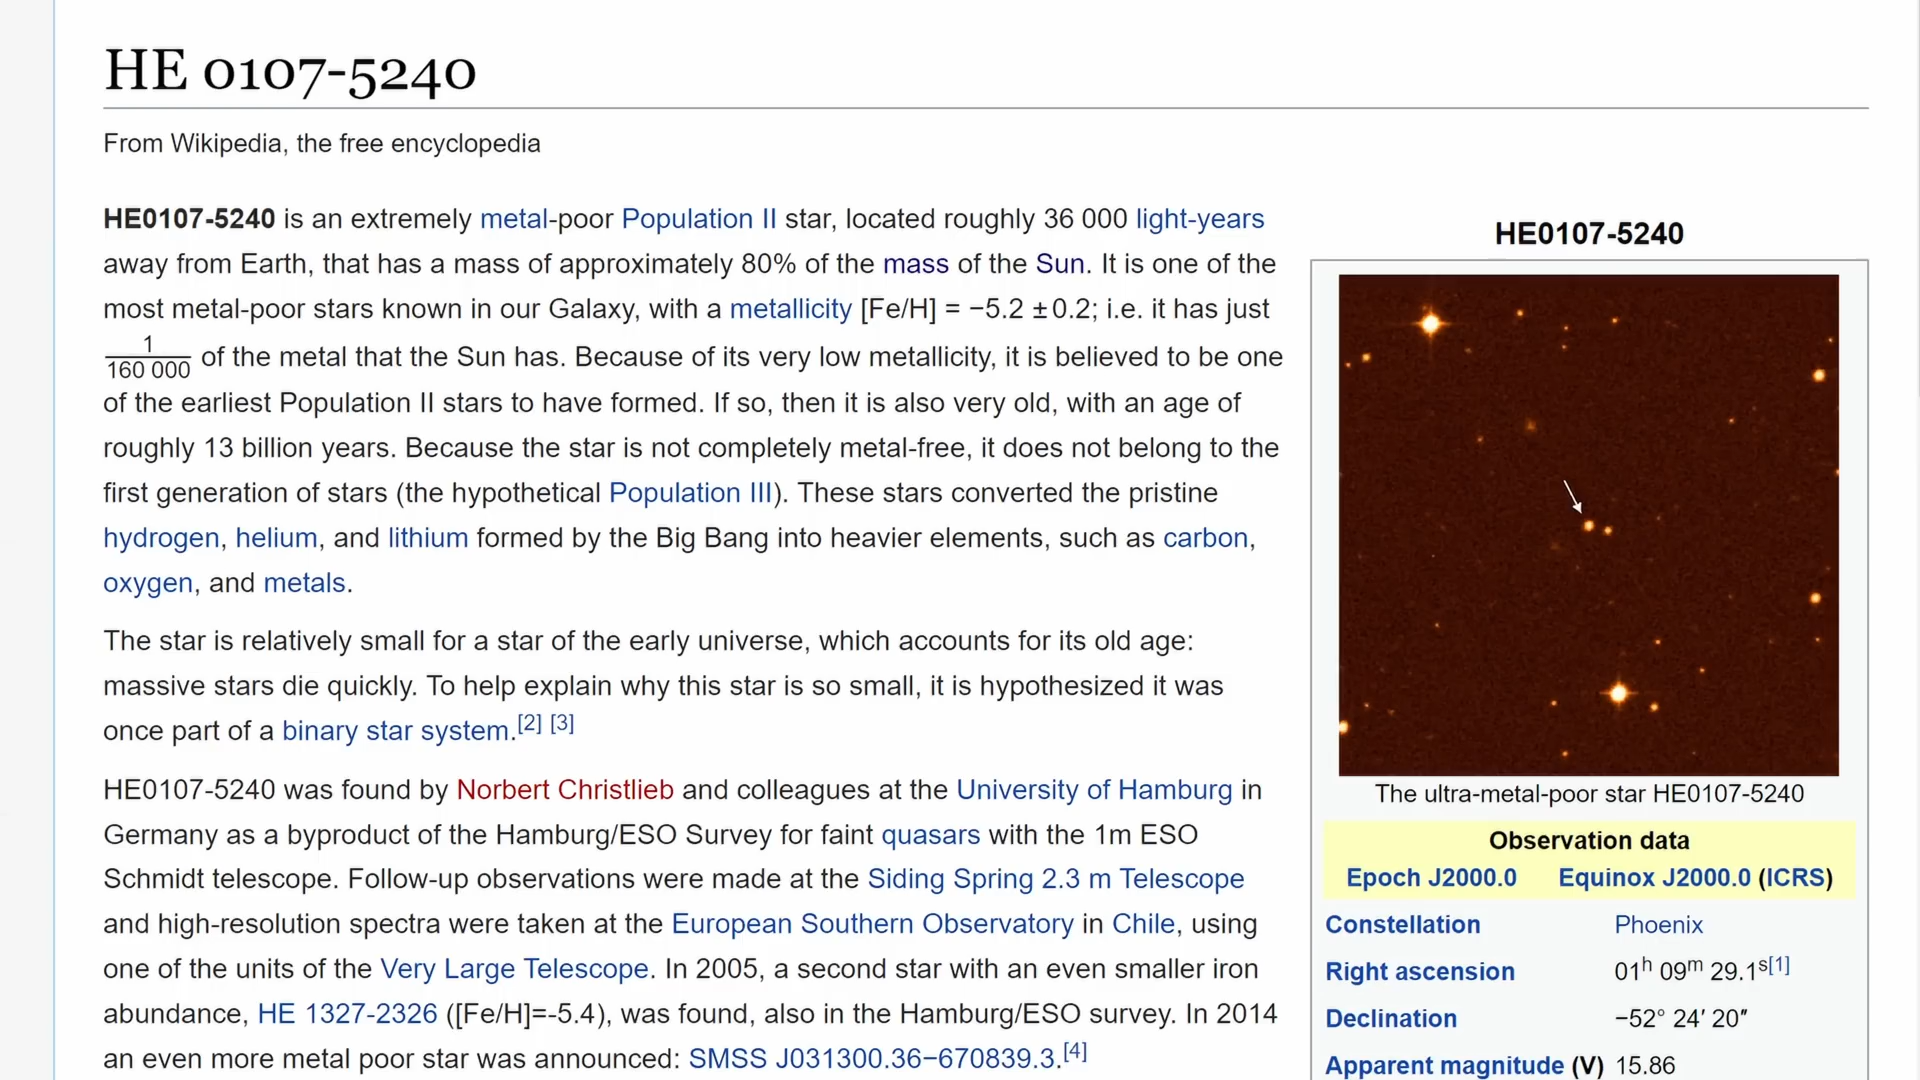 HE 0107-5240
From Wikipedia, the free encyclopedia
HE0107-5240 is an extremely metal-poor Population II star, located roughly 36 000 light-years
away from Earth, that has a mass of approximately 80% of the mass of the Sun. It is one of the
most metal-poor stars known in our Galaxy, with a metallicity [Fe/H] = −5.2 ±0.2; i.e. it has just
1/160 000 of the metal that the Sun has. Because of its very low metallicity, it is believed to be one
of the earliest Population II stars to have formed. If so, then it is also very old, with an age of
roughly 13 billion years. Because the star is not completely metal-free, it does not belong to the
first generation of stars (the hypothetical Population III). These stars converted the pristine
hydrogen, helium, and lithium formed by the Big Bang into heavier elements, such as carbon,
oxygen, and metals.
The star is relatively small for a star of the early universe, which accounts for its old age:
massive stars die quickly. To help explain why this star is so small, it is hypothesized it was
once part of a binary star system.[2] [3]
HE0107-5240 was found by Norbert Christlieb and colleagues at the University of Hamburg in
Germany as a byproduct of the Hamburg/ESO Survey for faint quasars with the 1m ESO
Schmidt telescope. Follow-up observations were made at the Siding Spring 2.3 m Telescope
and high-resolution spectra were taken at the European Southern Observatory in Chile, using
one of the units of the Very Large Telescope. In 2005, a second star with an even smaller iron
abundance, HE 1327-2326 ([Fe/H]=-5.4), was found, also in the Hamburg/ESO survey. In 2014
an even more metal poor star was announced: SMSS J031300.36−670839.3.[4]
HE0107-5240
The ultra-metal-poor star HE0107-5240
Observation data
Epoch J2000.0 Equinox J2000.0 (ICRS)
Constellation Phoenix
Right ascension 01h 09m 29.1s[1]
Declination −52° 24′ 20″
Apparent magnitude (V) 15.86